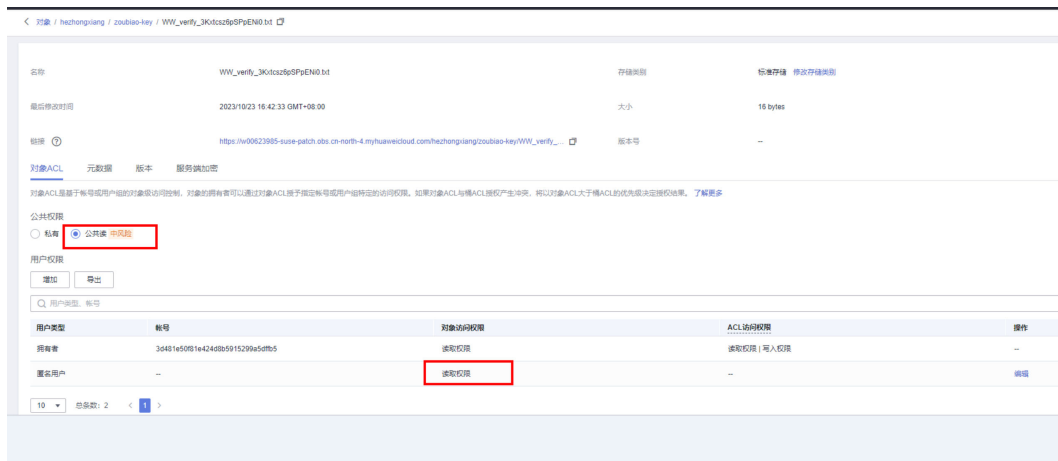 < 对象 / hezhongxiang / zoubiao-key / WW_verify_3Kxtcsz6pSPpENi0.txt
名称 WW_verify_3Kxtcsz6pSPpENi0.txt 存储类别 标准存储 修改存储类别
最后修改时间 2023/10/23 16:42:33 GMT+08:00 大小 16 bytes
链接 ? https://w00623985-suse-patch.obs.cn-north-4.myhuaweicloud.com/hezhongxiang/zoubiao-key/WW_verify_... 版本号 --
对象ACL 元数据 版本 服务端加密
对象ACL是基于帐号或用户组的对象级访问控制，对象的拥有者可以通过对象ACL授予指定帐号或用户组特定的访问权限。如果对象ACL与桶ACL授权产生冲突，将以对象ACL大于桶ACL的优先级决定授权结果。 了解更多
公共权限
私有 公共读 中风险
用户权限
增加 导出
用户类型、帐号
用户类型 帐号 对象访问权限 ACL访问权限 操作
拥有者 3d481e50f81e424d8b5915299a5dffb5 读取权限 读取权限 | 写入权限 --
匿名用户 -- 读取权限 -- 编辑
10 总条数: 2 < 1 >